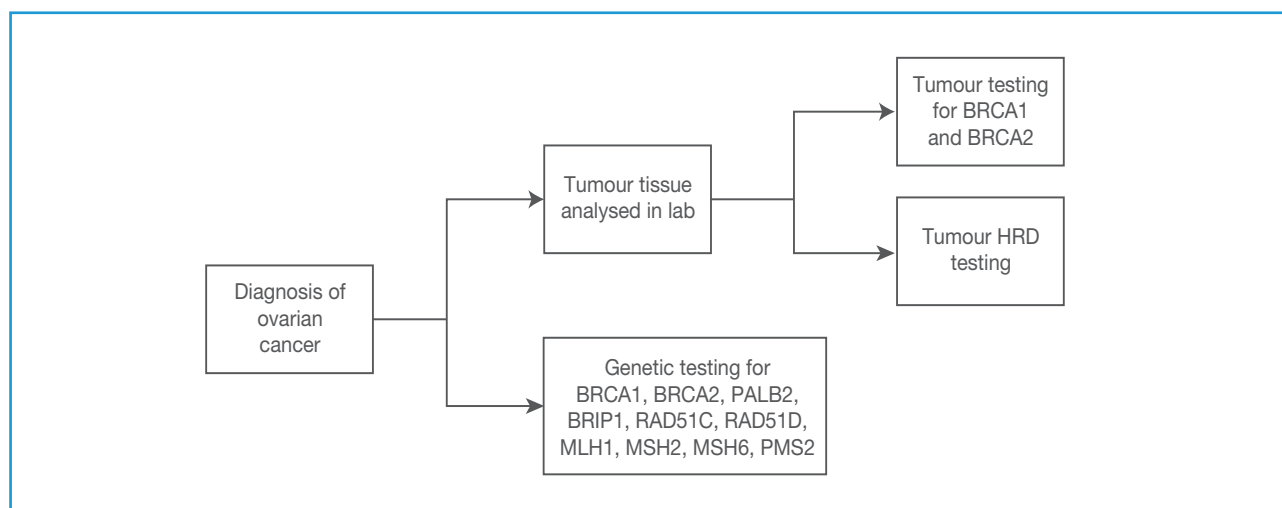 Diagnosis of
ovarian
cancer
Tumour tissue
analysed in lab
Tumour testing
for BRCA1
and BRCA2
Tumour HRD
testing
Genetic testing for
BRCA1, BRCA2, PALB2,
BRIP1, RAD51C, RAD51D,
MLH1, MSH2, MSH6, PMS2